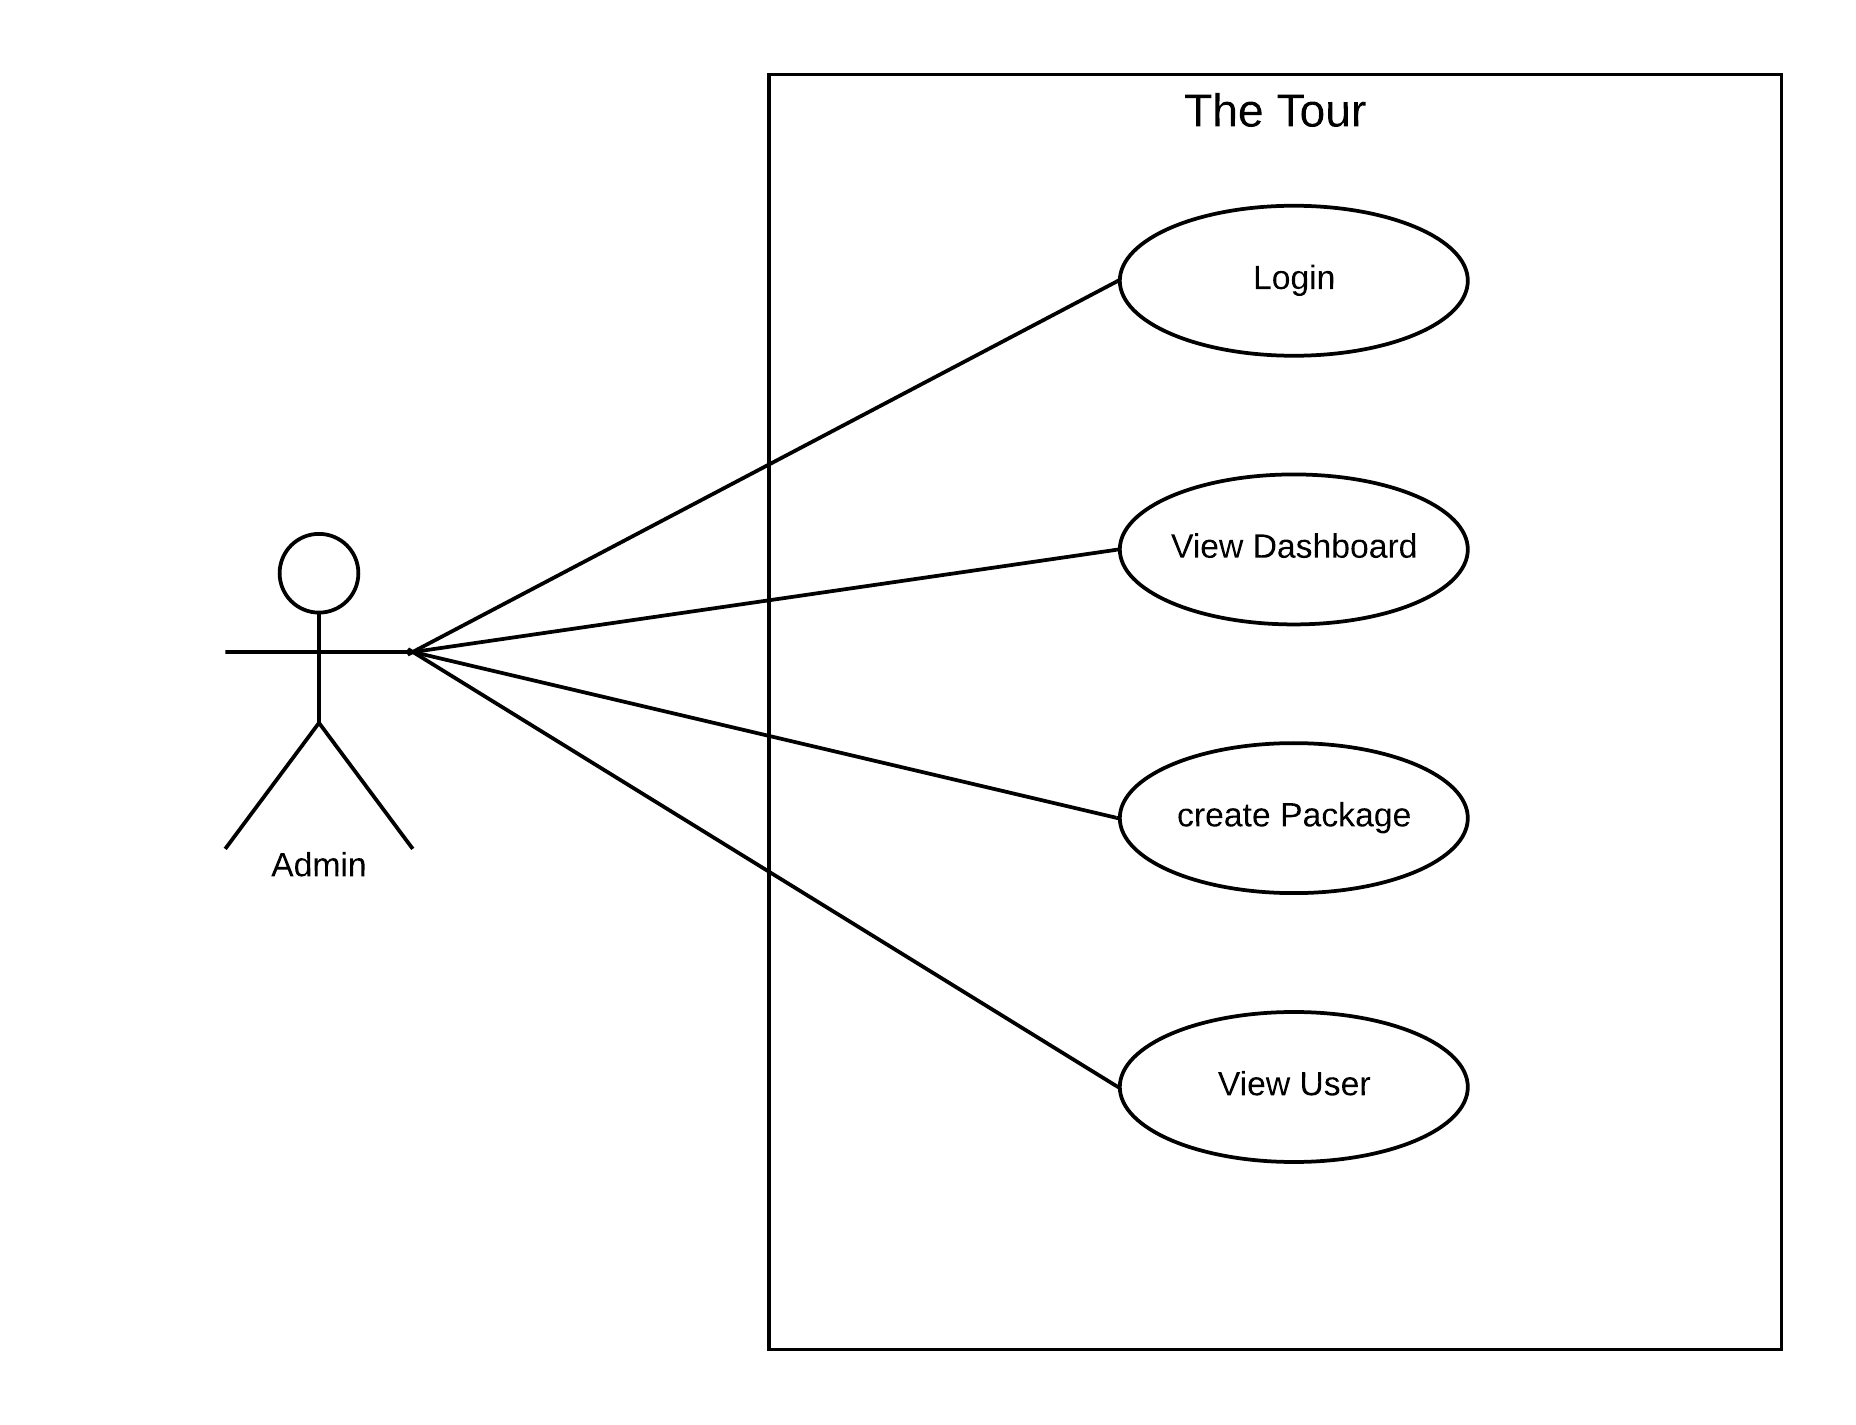 The Tour
Login
View Dashboard
create Package
Admin
View User